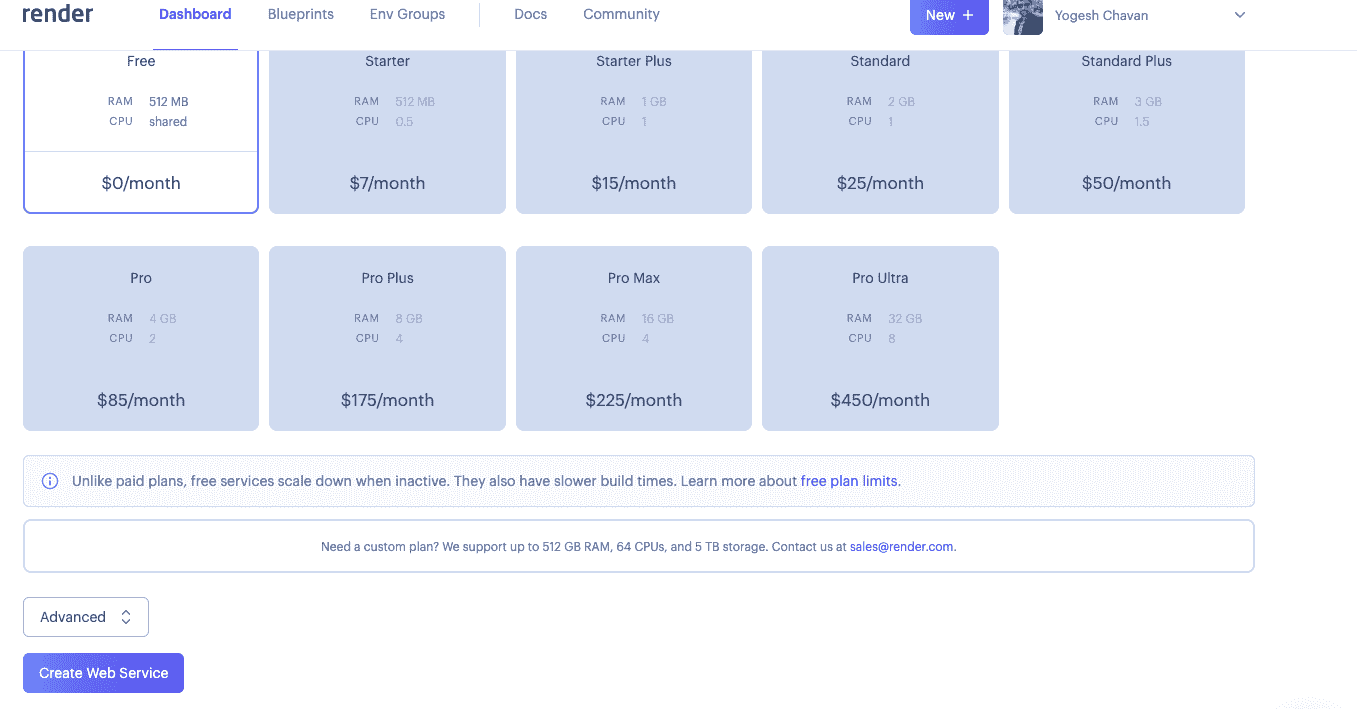 render Dashboard Blueprints Env Groups Docs Community New + Yogesh Chavan
Free Starter Starter Plus Standard Standard Plus
RAM 512 MB RAM 512 MB RAM 1 GB RAM 2 GB RAM 3 GB
CPU shared CPU 0.5 CPU 1 CPU 1 CPU 1.5
$0/month $7/month $15/month $25/month $50/month
Pro Pro Plus Pro Max Pro Ultra
RAM 4 GB RAM 8 GB RAM 16 GB RAM 32 GB
CPU 2 CPU 4 CPU 4 CPU 8
$85/month $175/month $225/month $450/month
Unlike paid plans, free services scale down when inactive. They also have slower build times. Learn more about free plan limits.
Need a custom plan? We support up to 512 GB RAM, 64 CPUs, and 5 TB storage. Contact us at sales@render.com.
Advanced
Create Web Service